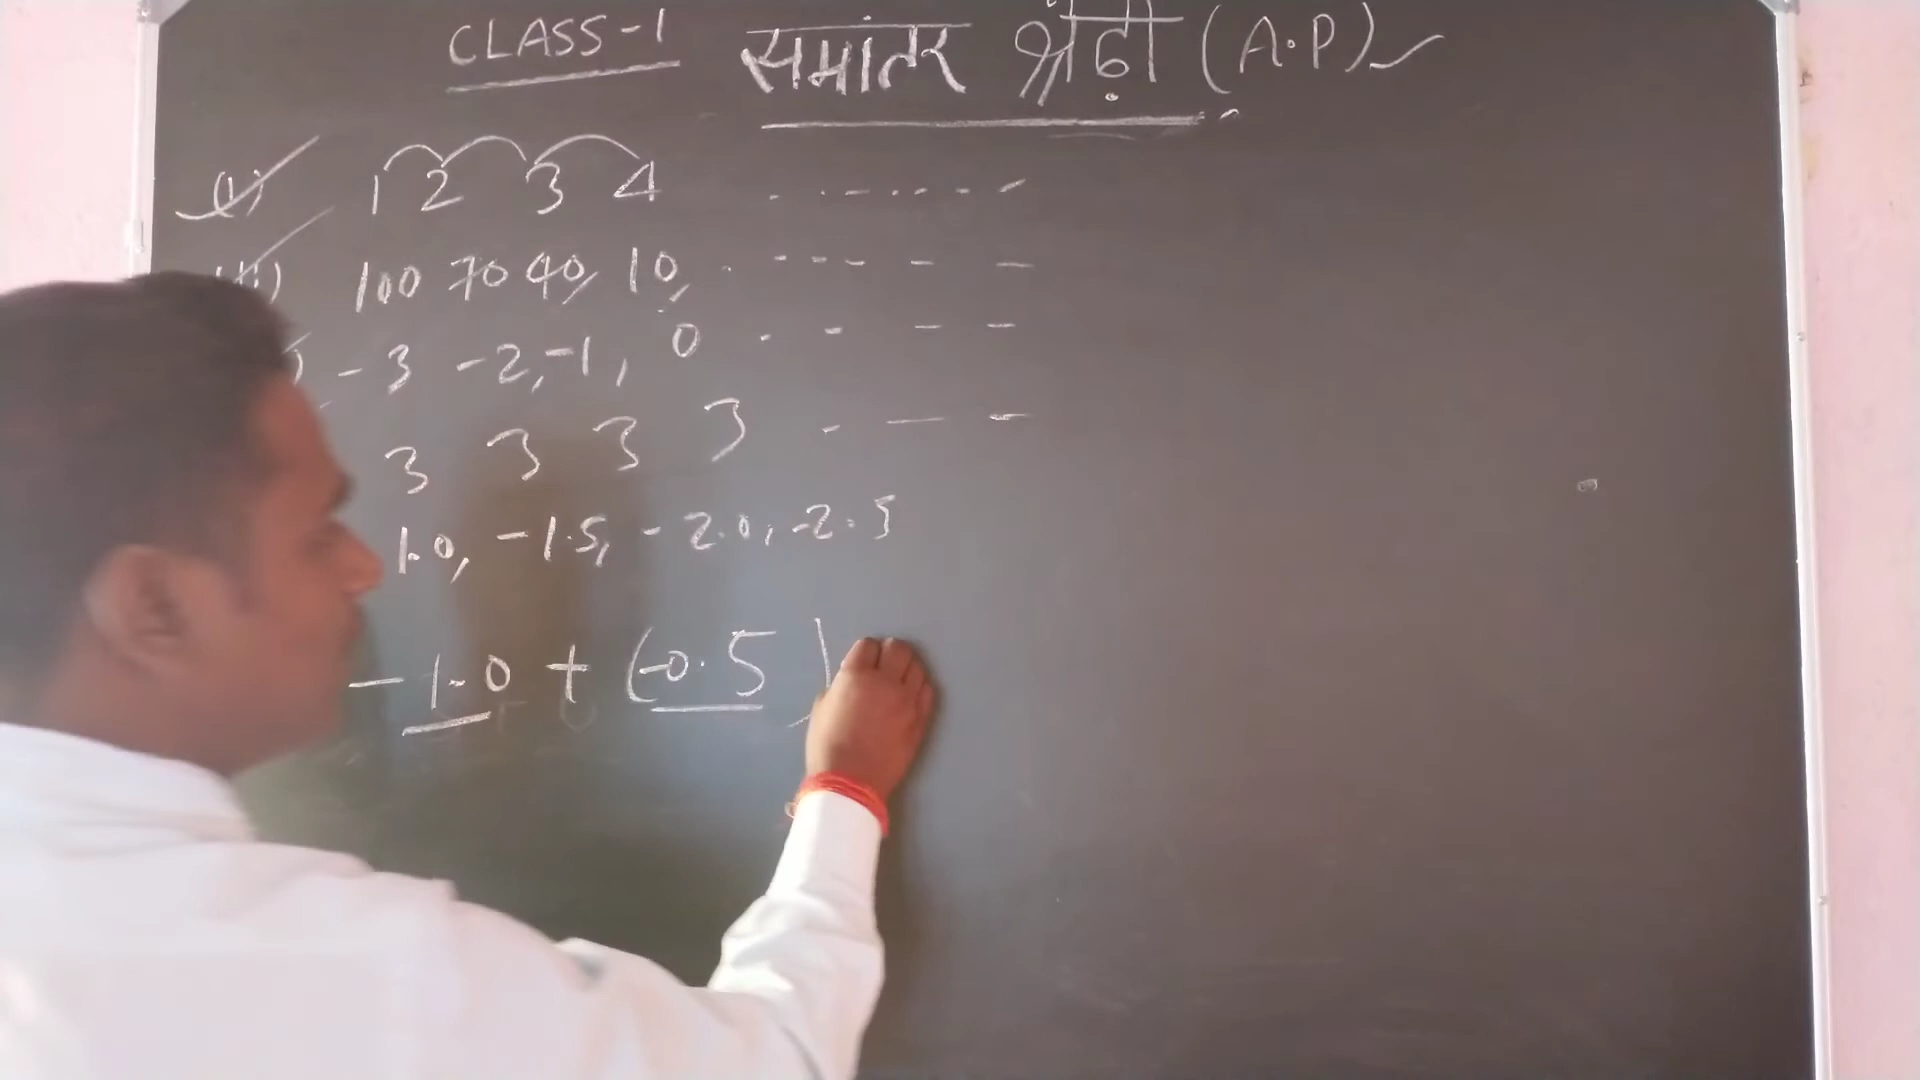 CLASS-1 समांतर श्रेढ़ी (A.P)
(i) 1 2 3 4 . . - . . - - -
100 70 40, 10, . - - - - -
-3 -2, -1, 0 . - - -
3 3 3 3 - — -
1.0, -1.5, -2.0, -2.5
-1.0 + (-0.5)